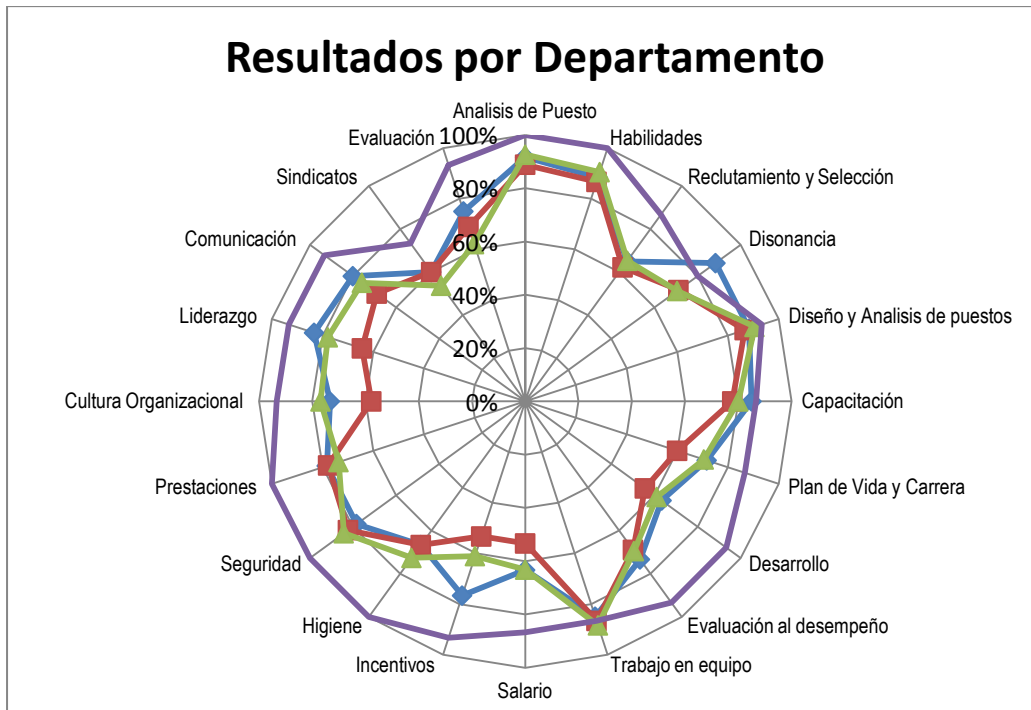 Resultados por Departamento
Analisis de Puesto
Habilidades
Reclutamiento y Selección
Disonancia
Diseño y Analisis de puestos
Capacitación
Plan de Vida y Carrera
Desarrollo
Evaluación al desempeño
Trabajo en equipo
Salario
Incentivos
Higiene
Seguridad
Prestaciones
Cultura Organizacional
Liderazgo
Comunicación
Sindicatos
Evaluación
100%
80%
60%
40%
20%
0%